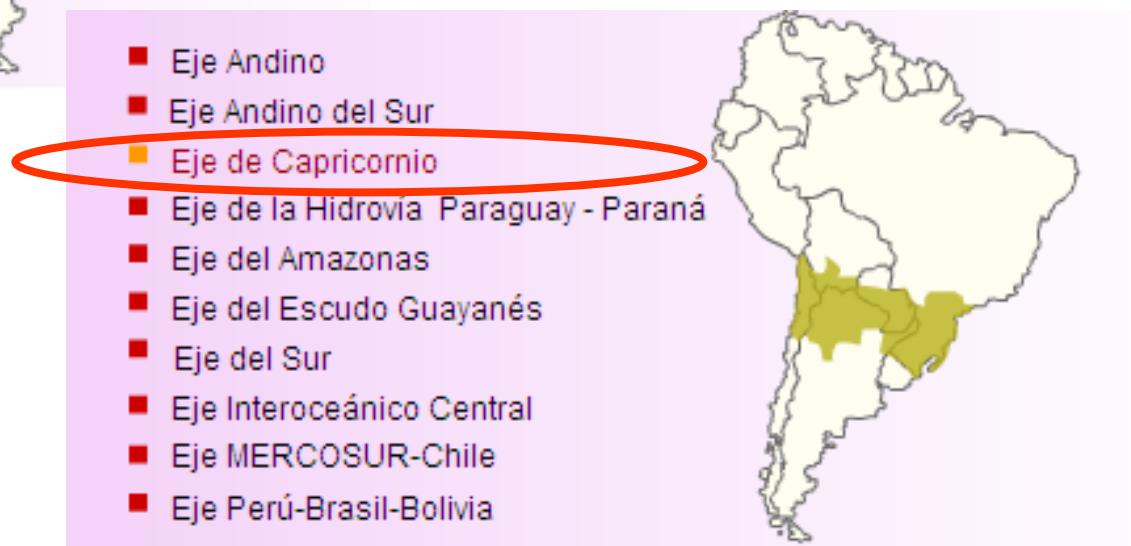 Eje Andino
Eje Andino del Sur
Eje de Capricornio
Eje de la Hidrovía Paraguay - Paraná
Eje del Amazonas
Eje del Escudo Guayanés
Eje del Sur
Eje Interoceánico Central
Eje MERCOSUR-Chile
Eje Perú-Brasil-Bolivia